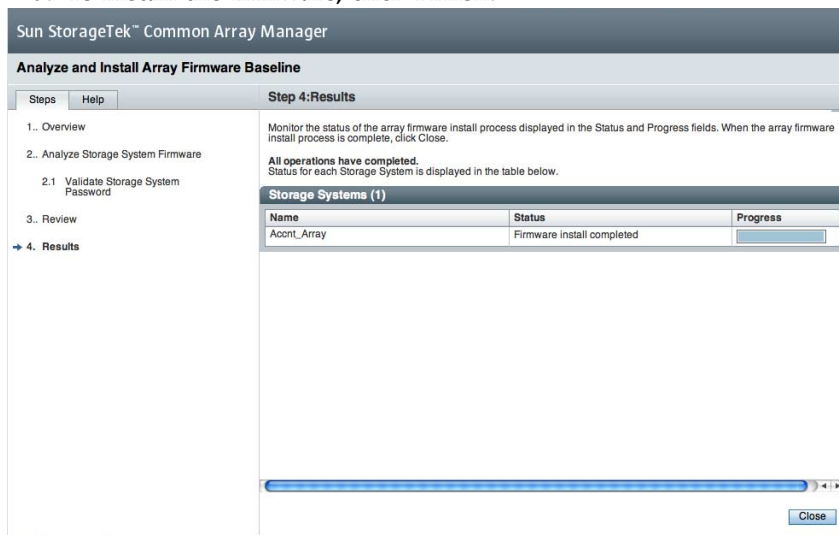 Sun StorageTek™ Common Array Manager
Analyze and Install Array Firmware Baseline
Steps
Help
1.. Overview
2.. Analyze Storage System Firmware
2.1 Validate Storage System
Password
3.. Review
4. Results
Step 4:Results
Monitor the status of the array firmware install process displayed in the Status and Progress fields. When the array firmware
install process is complete, click Close.
All operations have completed.
Status for each Storage System is displayed in the table below.
Storage Systems (1)
Name Status Progress
Accnt_Array Firmware install completed
Close